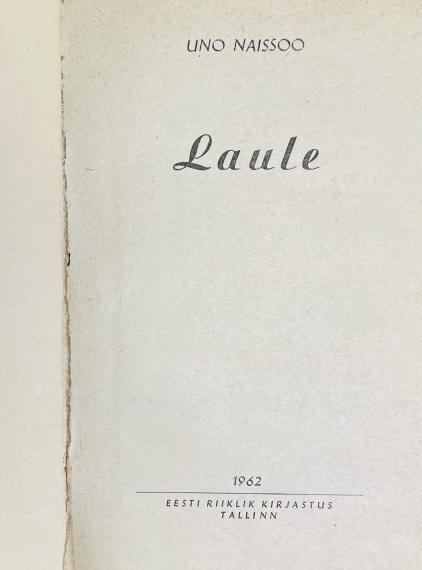 UNO NAISSOO
Laule
1962
EESTI RIIKLIK KIRJASTUS
TALLINN